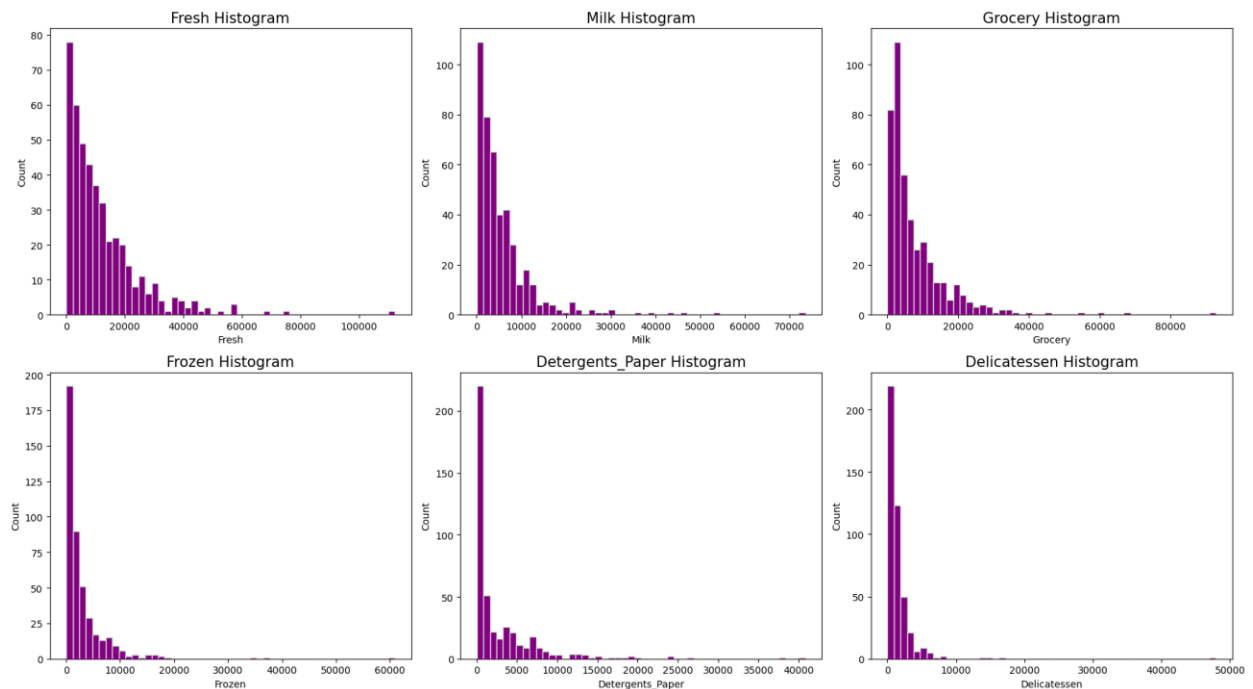 Fresh Histogram
80
70
60
50
40
30
20
10
0
Count
0 20000 40000 60000 80000 100000
Fresh
Milk Histogram
100
80
60
40
20
0
Count
0 10000 20000 30000 40000 50000 60000 70000
Milk
Grocery Histogram
100
80
60
40
20
0
Count
0 20000 40000 60000 80000
Grocery
Frozen Histogram
200
175
150
125
100
75
50
25
0
Count
0 10000 20000 30000 40000 50000 60000
Frozen
Detergents_Paper Histogram
200
150
100
50
0
Count
0 5000 10000 15000 20000 25000 30000 35000 40000
Detergents_Paper
Delicatessen Histogram
200
150
100
50
0
Count
0 10000 20000 30000 40000 50000
Delicatessen